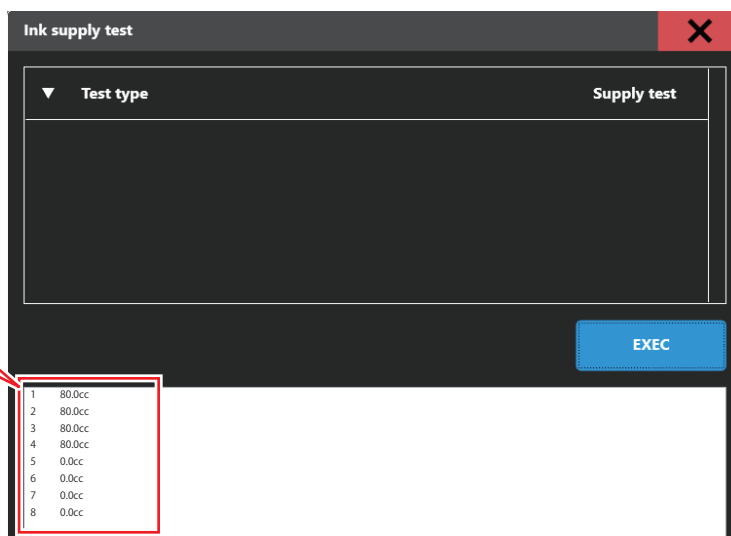 Ink supply test
▼ Test type Supply test
EXEC
1 80.0cc
2 80.0cc
3 80.0cc
4 80.0cc
5 0.0cc
6 0.0cc
7 0.0cc
8 0.0cc